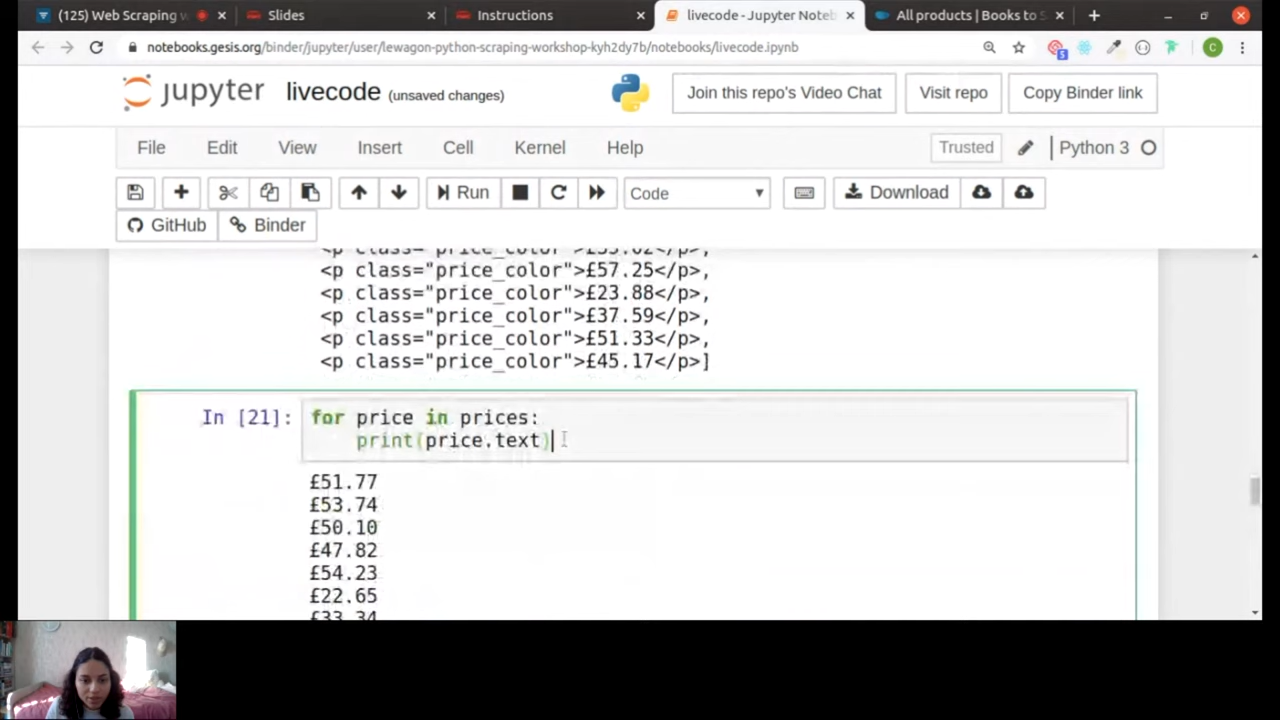 (125) Web Scraping w
Slides
Instructions
livecode - Jupyter Noteb
All products | Books to S
notebooks.gesis.org/binder/jupyter/user/lewagon-python-scraping-workshop-kyh2dy7b/notebooks/livecode.ipynb
5
C
jupyter livecode (unsaved changes)
Join this repo's Video Chat
Visit repo
Copy Binder link
File Edit View Insert Cell Kernel Help
Trusted
Python 3
Run
Code
Download
GitHub
Binder
<p class="price_color">£57.25</p>,
<p class="price_color">£23.88</p>,
<p class="price_color">£37.59</p>,
<p class="price_color">£51.33</p>,
<p class="price_color">£45.17</p>]
In [21]: for price in prices:
print(price.text)
£51.77
£53.74
£50.10
£47.82
£54.23
£22.65
£33.34